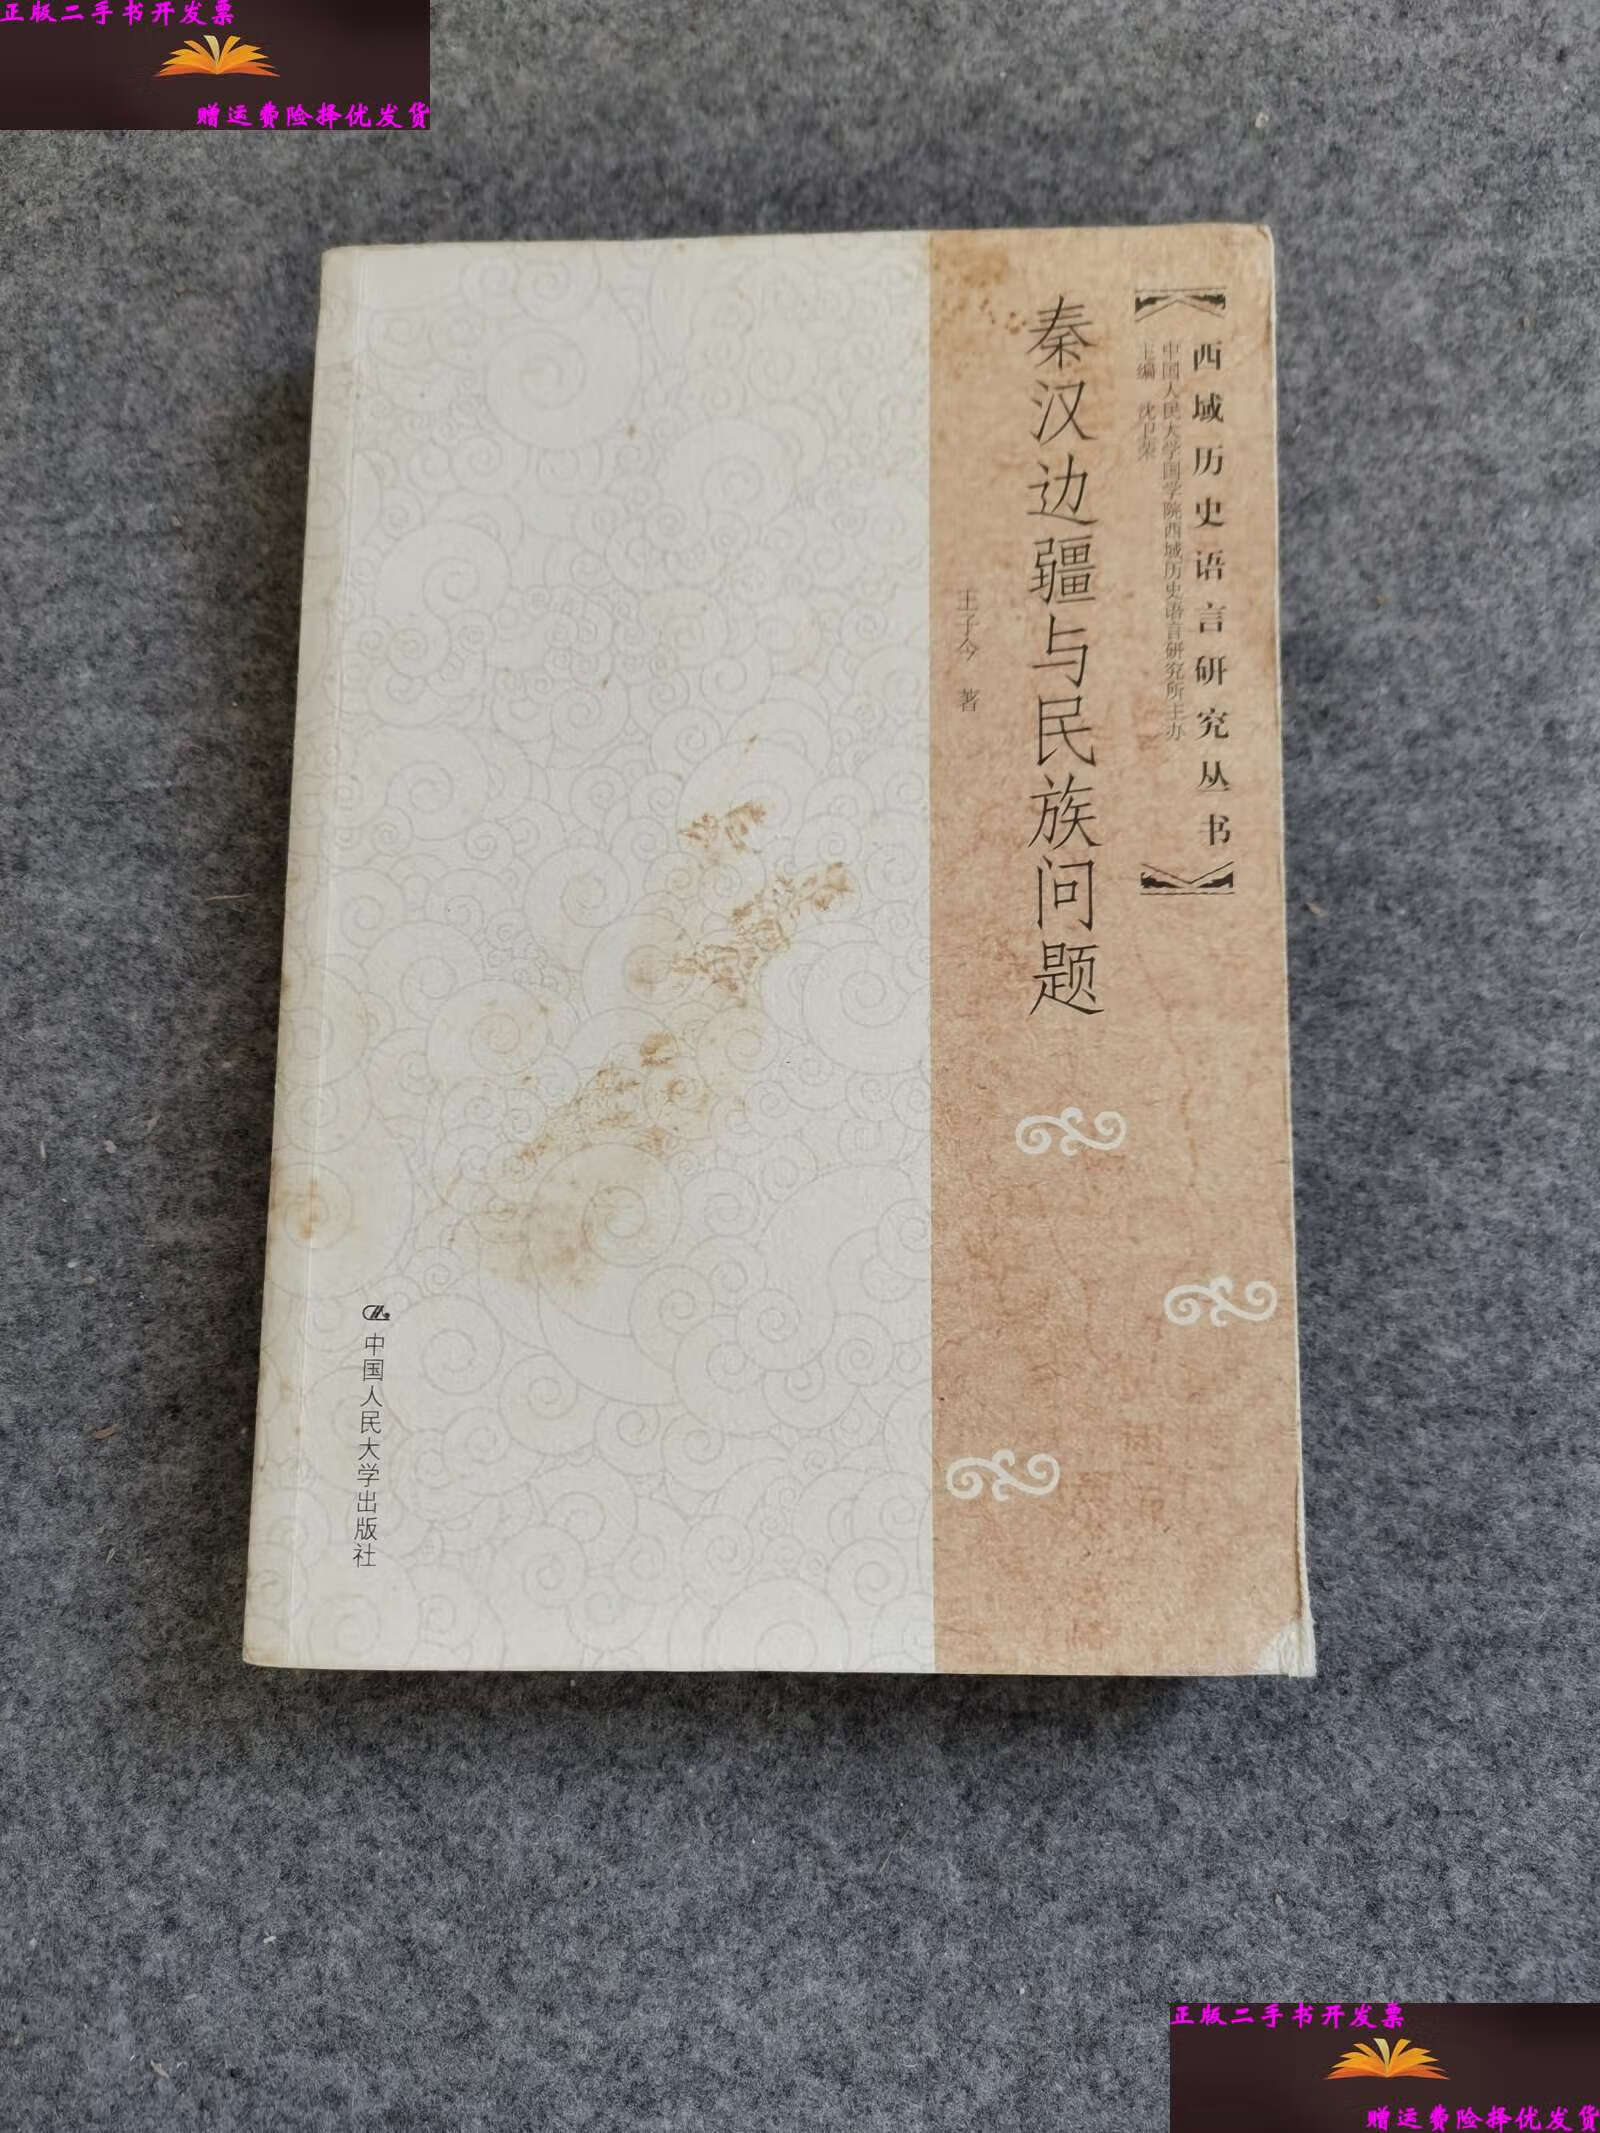 正版二手书开发票
赠运费险择优发货
西域历史语言研究丛书
中国人民大学国学院西域历史语言研究所主办
主编 沈卫荣
秦汉边疆与民族问题
王子今 著
中国人民大学出版社
正版二手书开发票
赠运费险择优发货